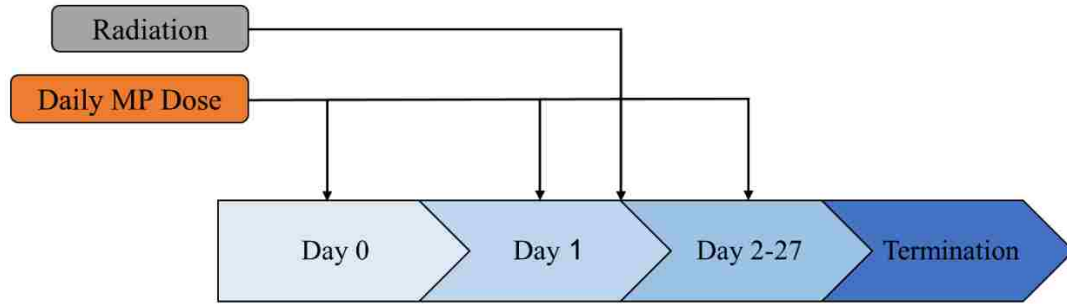 Radiation
Daily MP Dose
Day 0
Day 1
Day 2-27
Termination